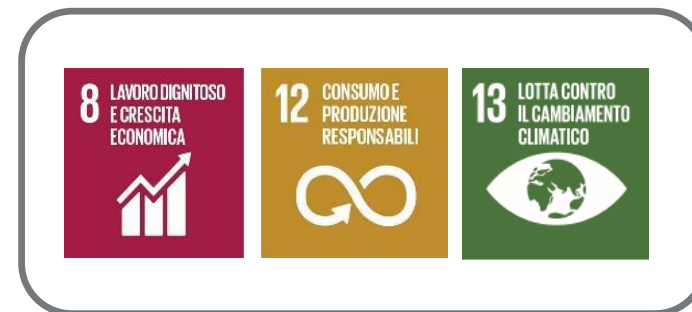 8 LAVORO DIGNITOSO
E CRESCITA
ECONOMICA
12 CONSUMO E
PRODUZIONE
RESPONSABILI
13 LOTTA CONTRO
IL CAMBIAMENTO
CLIMATICO